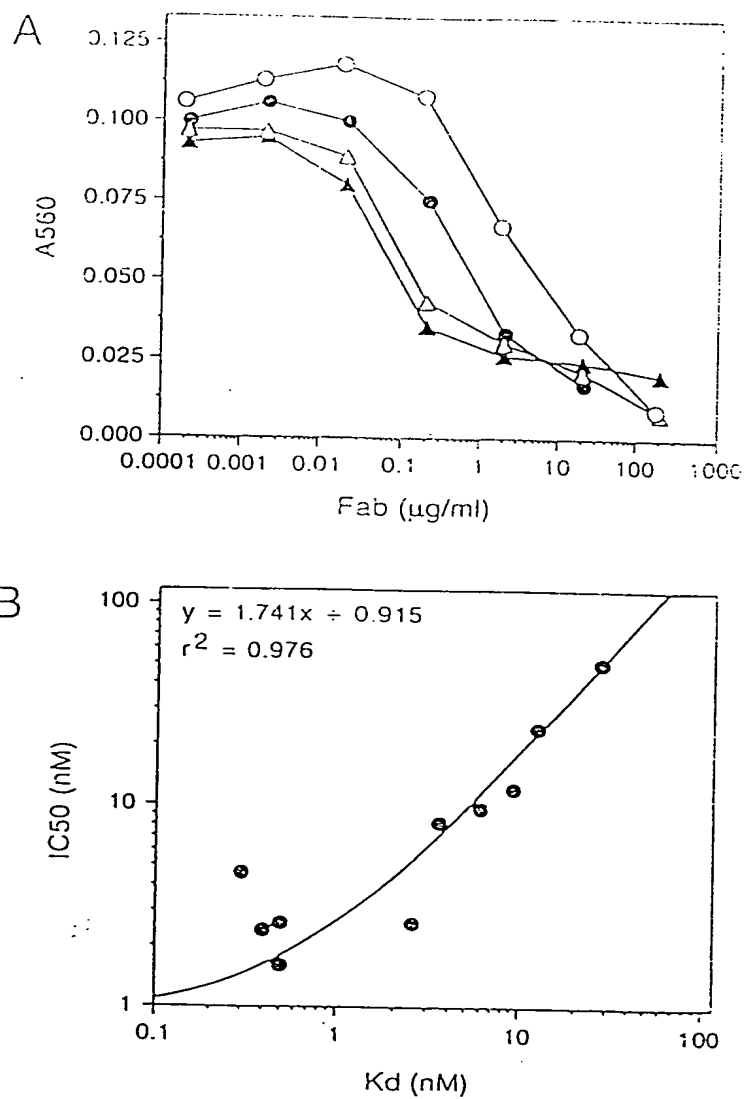 A
0.125
0.100
0.075
0.050
0.025
0.000
A560
0.0001 0.001 0.01 0.1 1 10 100 1000
Fab (μg/ml)
B
y = 1.741x ÷ 0.915
r² = 0.976
100
10
1
IC50 (nM)
0.1 1 10 100
Kd (nM)